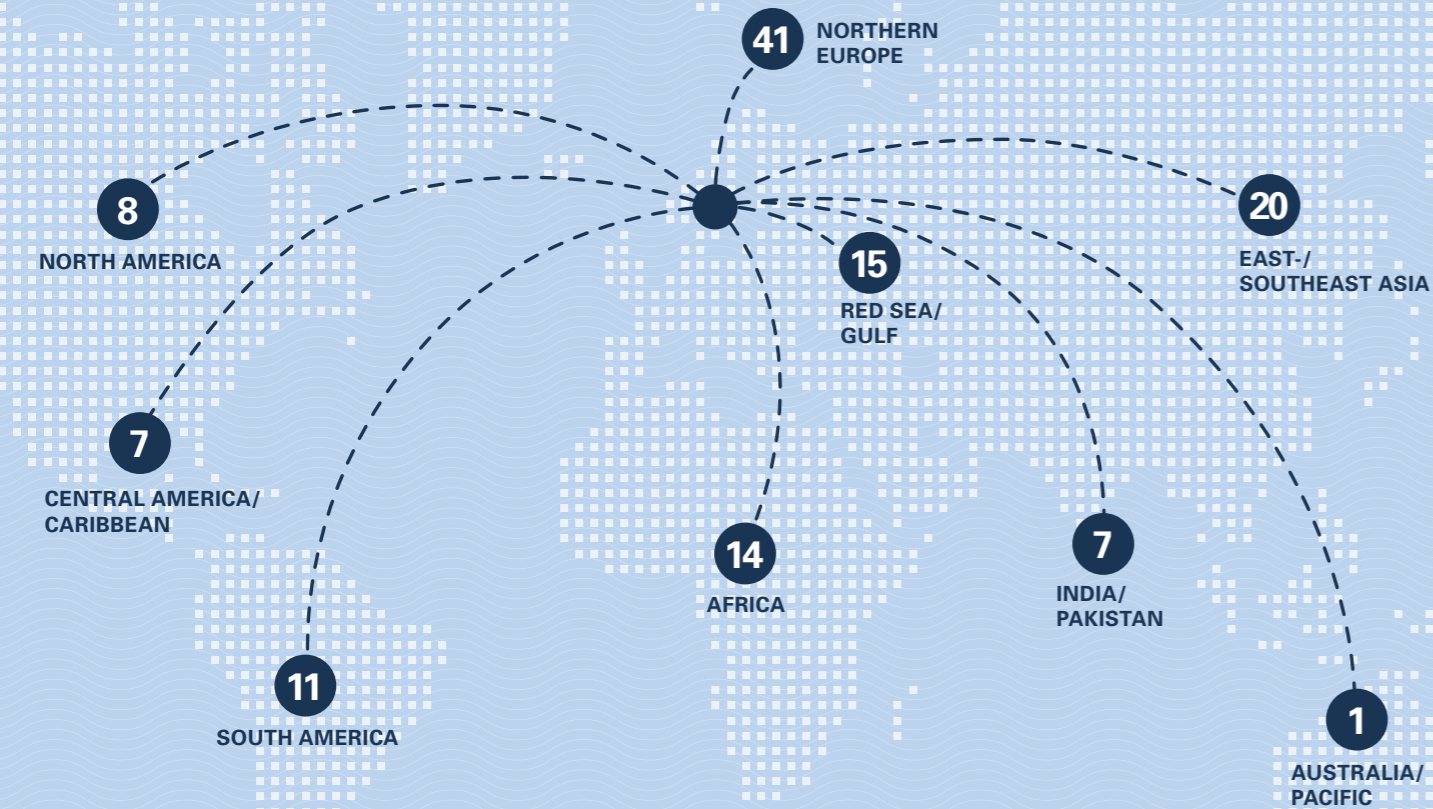 41
NORTHERN
EUROPE
8
NORTH AMERICA
20
EAST-/
SOUTHEAST ASIA
15
RED SEA/
GULF
7
CENTRAL AMERICA/
CARIBBEAN
14
AFRICA
7
INDIA/
PAKISTAN
11
SOUTH AMERICA
1
AUSTRALIA/
PACIFIC